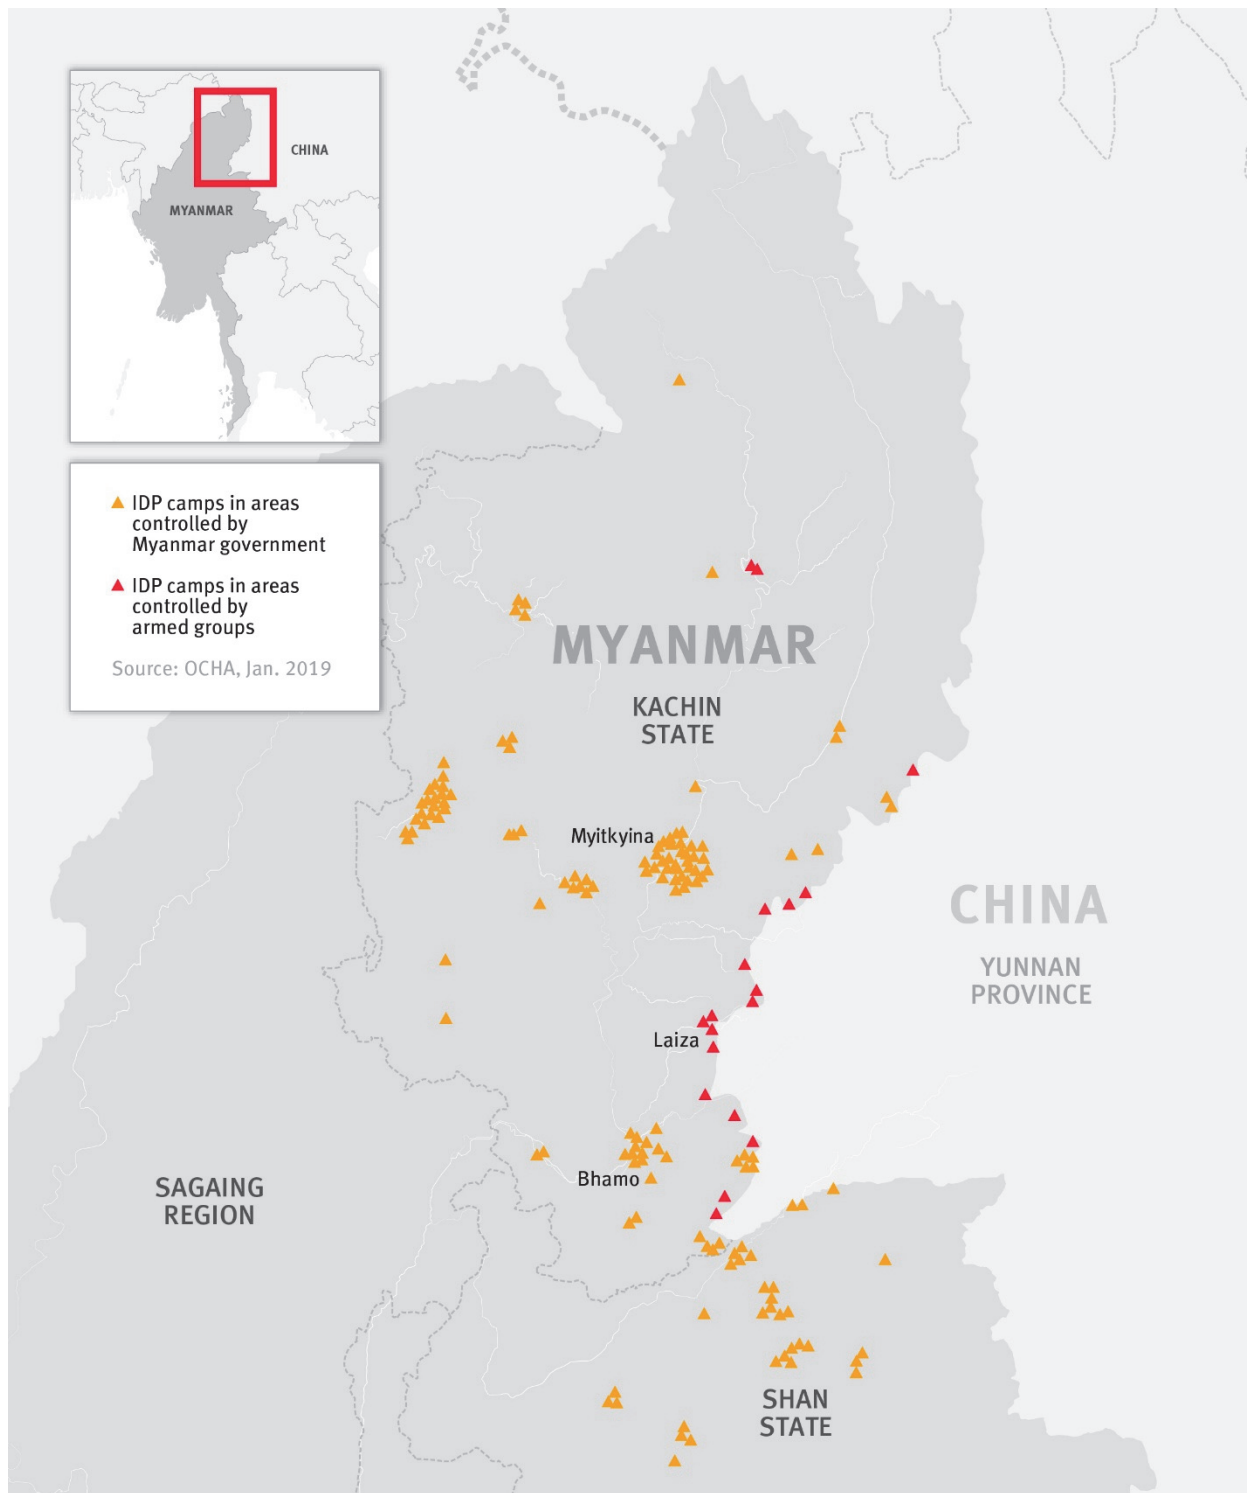 CHINA
MYANMAR
IDP camps in areas
controlled by
Myanmar government
IDP camps in areas
controlled by
armed groups
Source: OCHA, Jan. 2019
MYANMAR
KACHIN
STATE
Myitkyina
CHINA
YUNNAN
PROVINCE
Laiza
Bhamo
SAGAING
REGION
SHAN
STATE